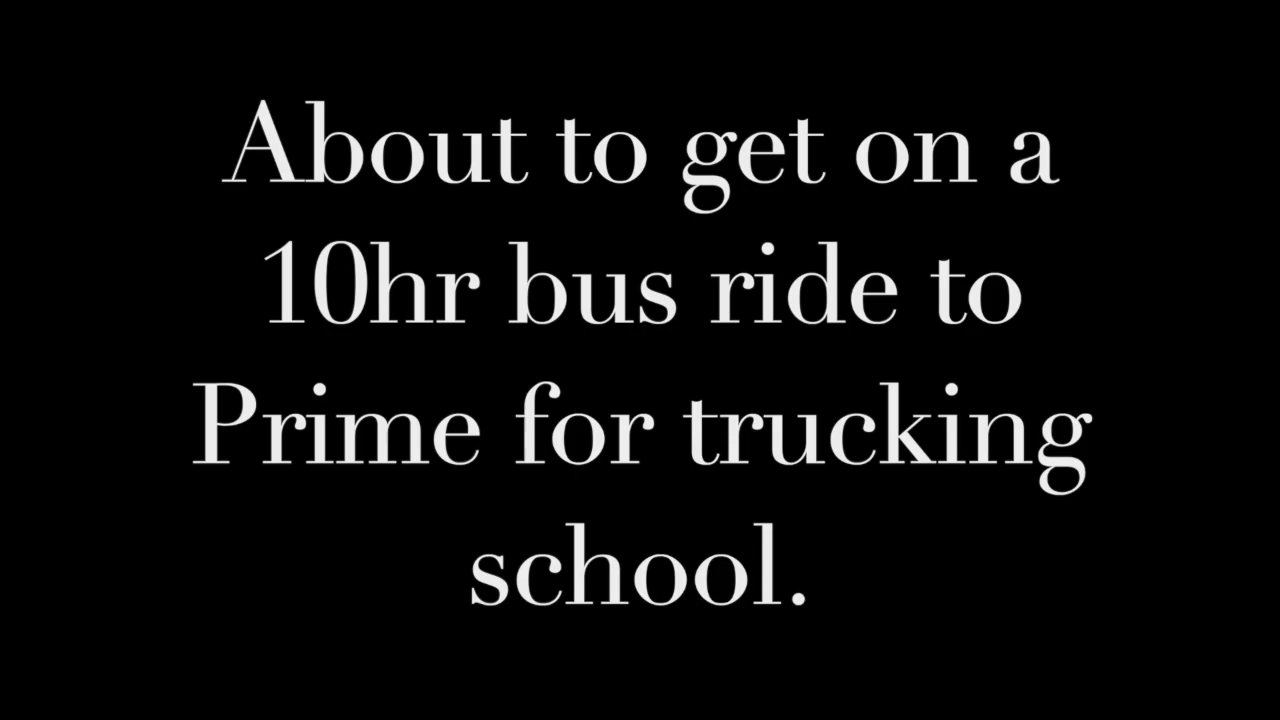 About to get on a
10hr bus ride to
Prime for trucking
school.